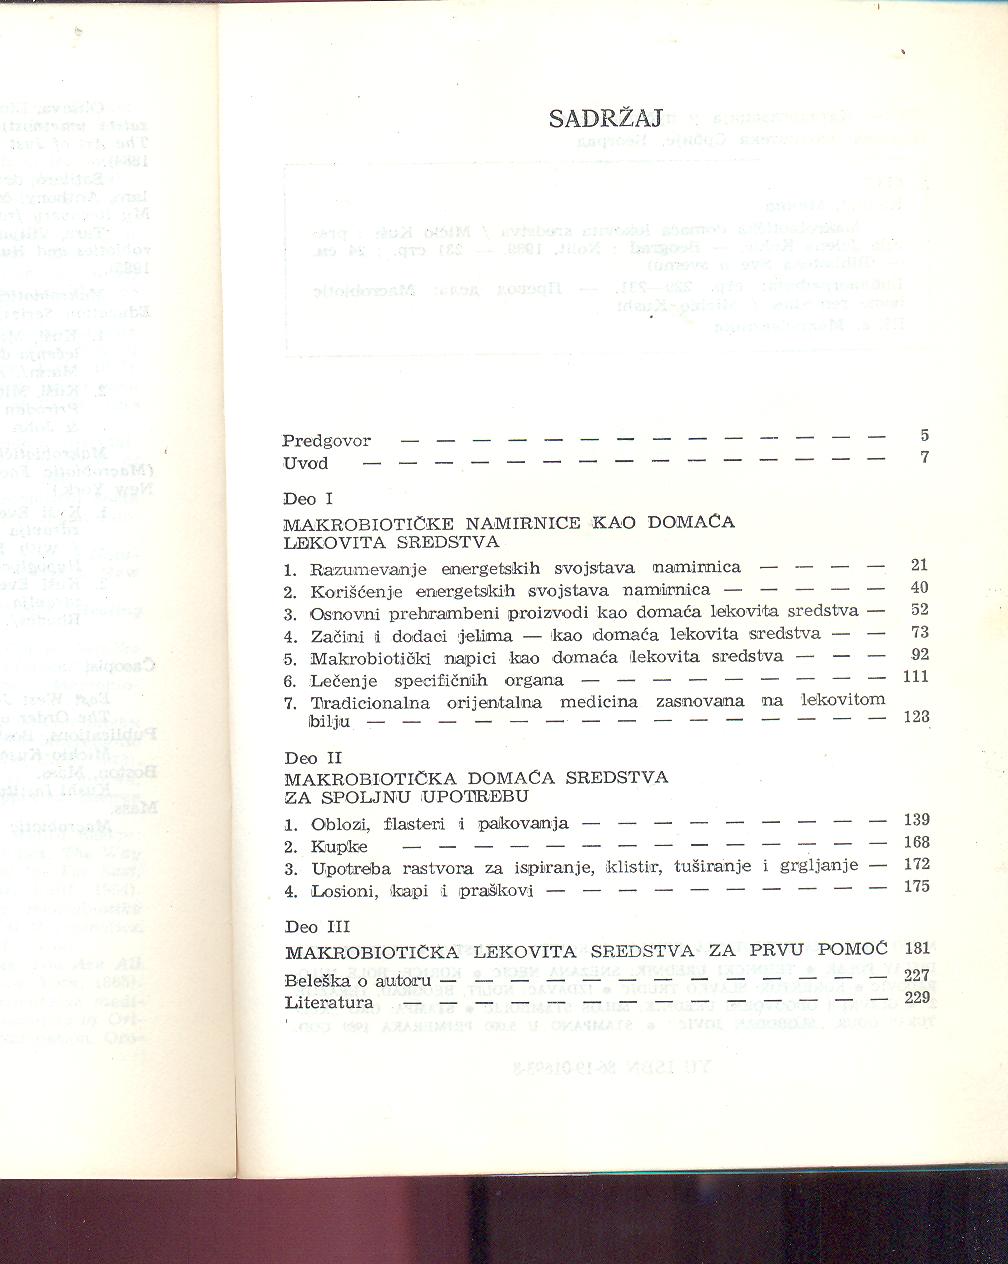 SADRŽAJ
Predgovor — — — — — — — — — — — — — — 5
Uvod — — — — — — — — — — — — — — — 7
Deo I
MAKROBIOTIČKE NAMIRNICE KAO DOMAĆA
LEKOVITA SREDSTVA
1. Razumevanje energetskih svojstava namirnica — — — — 21
2. Korišćenje energetskih svojstava namirnica — — — — — 40
3. Osnovni prehrambeni proizvodi kao domaća lekovita sredstva — 52
4. Začini i dodaci jelima — kao domaća lekovita sredstva — — 73
5. Makrobiotički napici kao domaća lekovita sredstva — — — 92
6. Lečenje specifičnih organa — — — — — — — — — 111
7. Tradicionalna orijentalna medicina zasnovana na lekovitom
bilju — — — — — — — — — — — — — — — 123
Deo II
MAKROBIOTIČKA DOMAĆA SREDSTVA
ZA SPOLJNU UPOTREBU
1. Oblozi, flasteri i pakovanja — — — — — — — — — 139
2. Kupke — — — — — — — — — — — — — — 168
3. Upotreba rastvora za ispiranje, klistir, tuširanje i grgljanje — 172
4. Losioni, kapi i praškovi — — — — — — — — — — 175
Deo III
MAKROBIOTIČKA LEKOVITA SREDSTVA ZA PRVU POMOĆ 181
Beleška o autoru — — — — — — — — — — — — — 227
Literatura — — — — — — — — — — — — — — 229